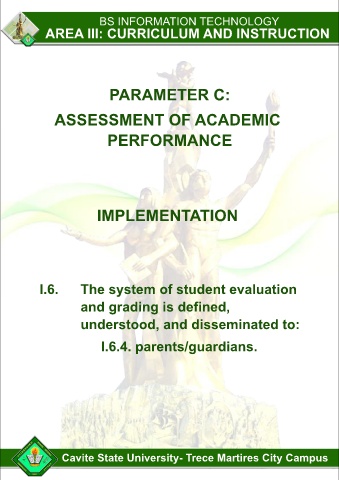 BS INFORMATION TECHNOLOGY
AREA III: CURRICULUM AND INSTRUCTION
PARAMETER C:
ASSESSMENT OF ACADEMIC
PERFORMANCE
IMPLEMENTATION
I.6. The system of student evaluation
and grading is defined,
understood, and disseminated to:
I.6.4. parents/guardians.
Cavite State University- Trece Martires City Campus